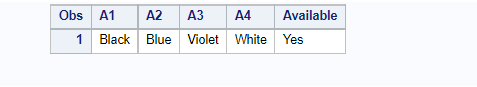 Obs A1 A2 A3 A4 Available
1 Black Blue Violet White Yes